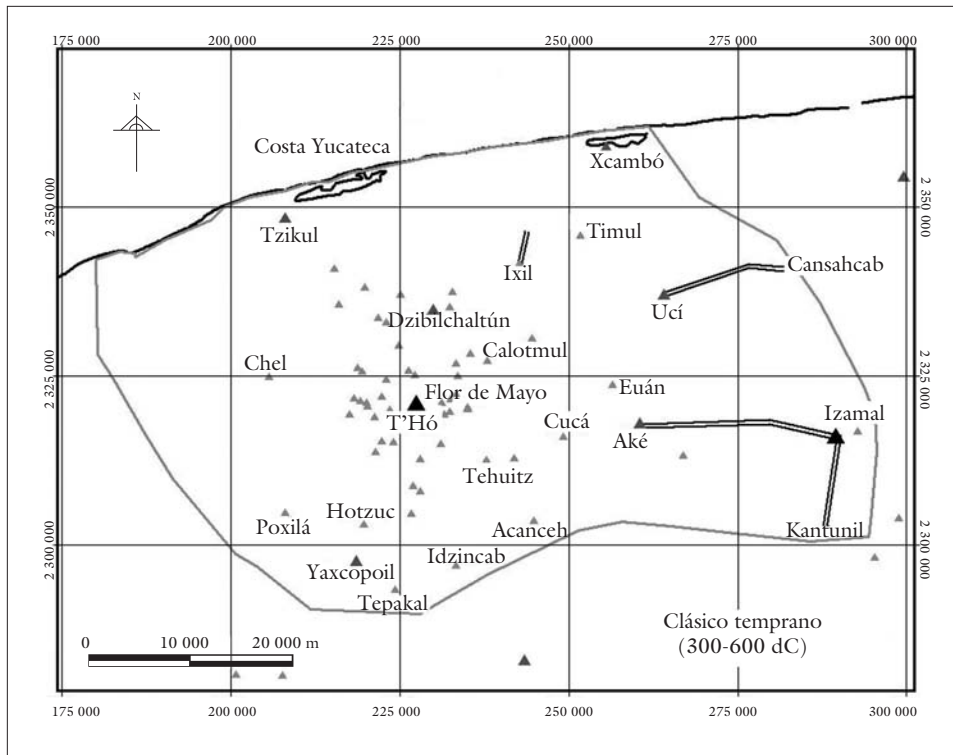 175 000 200 000 225 000 250 000 275 000 300 000
N
Costa Yucateca
Xcambó
2 350 000
2 350 000
Tzikul
Timul
Ixil
Cansahcab
Ucí
Dzibilchaltún
Calotmul
Chel
2 325 000
2 325 000
Euán
Flor de Mayo
T'Hó
Cucá
Aké
Izamal
Tehuitz
Hotzuc
Poxilá
Acanceh
Kantunil
2 300 000
2 300 000
Idzincab
Yaxcopoil
Tepakal
Clásico temprano
(300-600 dC)
0 10 000 20 000 m
175 000 200 000 225 000 250 000 275 000 300 000